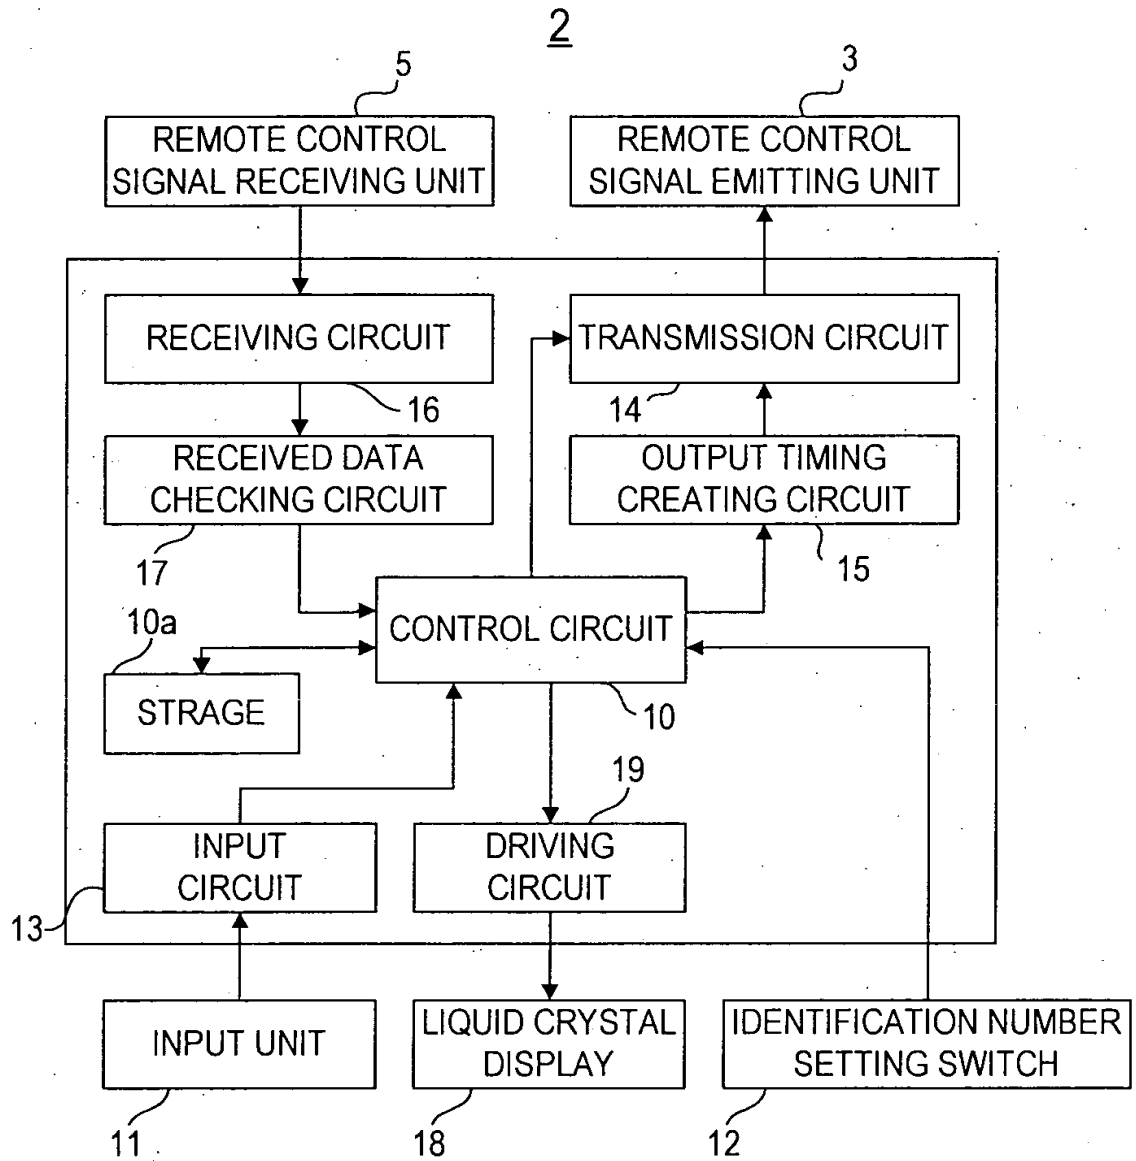 2
5
3
REMOTE CONTROL
SIGNAL RECEIVING UNIT
REMOTE CONTROL
SIGNAL EMITTING UNIT
RECEIVING CIRCUIT
TRANSMISSION CIRCUIT
16
14
RECEIVED DATA
CHECKING CIRCUIT
OUTPUT TIMING
CREATING CIRCUIT
17
15
CONTROL CIRCUIT
10a
STRAGE
10
19
INPUT
CIRCUIT
DRIVING
CIRCUIT
13
INPUT UNIT
LIQUID CRYSTAL
DISPLAY
IDENTIFICATION NUMBER
SETTING SWITCH
11
18
12